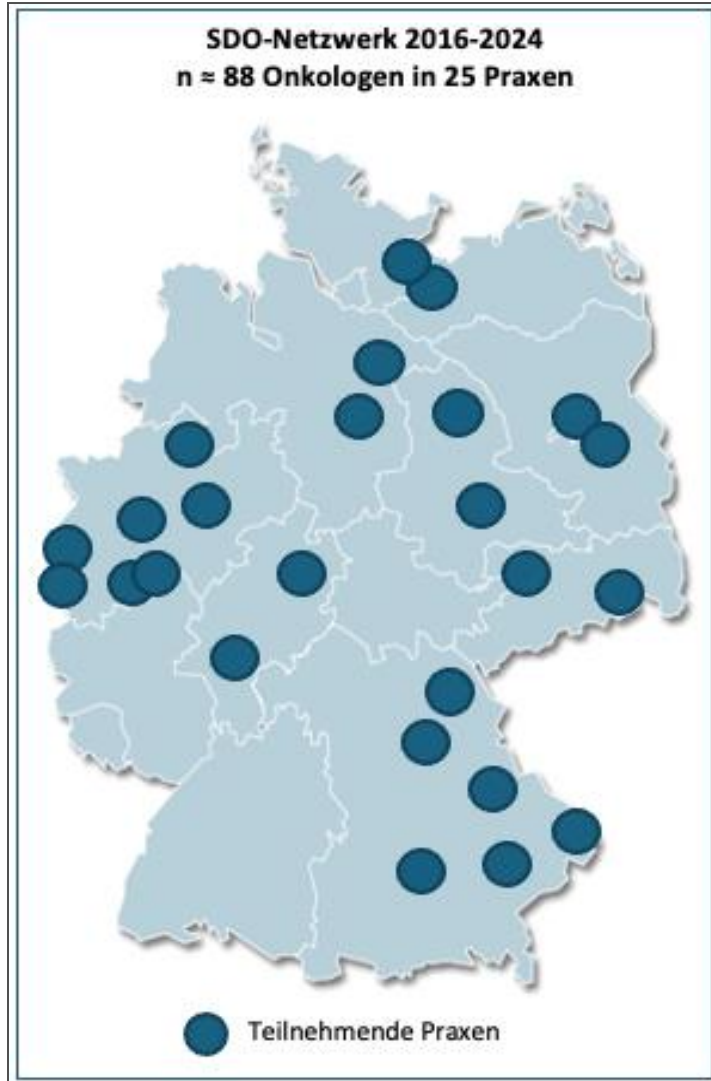 SDO-Netzwerk 2016-2024
n ≈ 88 Onkologen in 25 Praxen
Teilnehmende Praxen